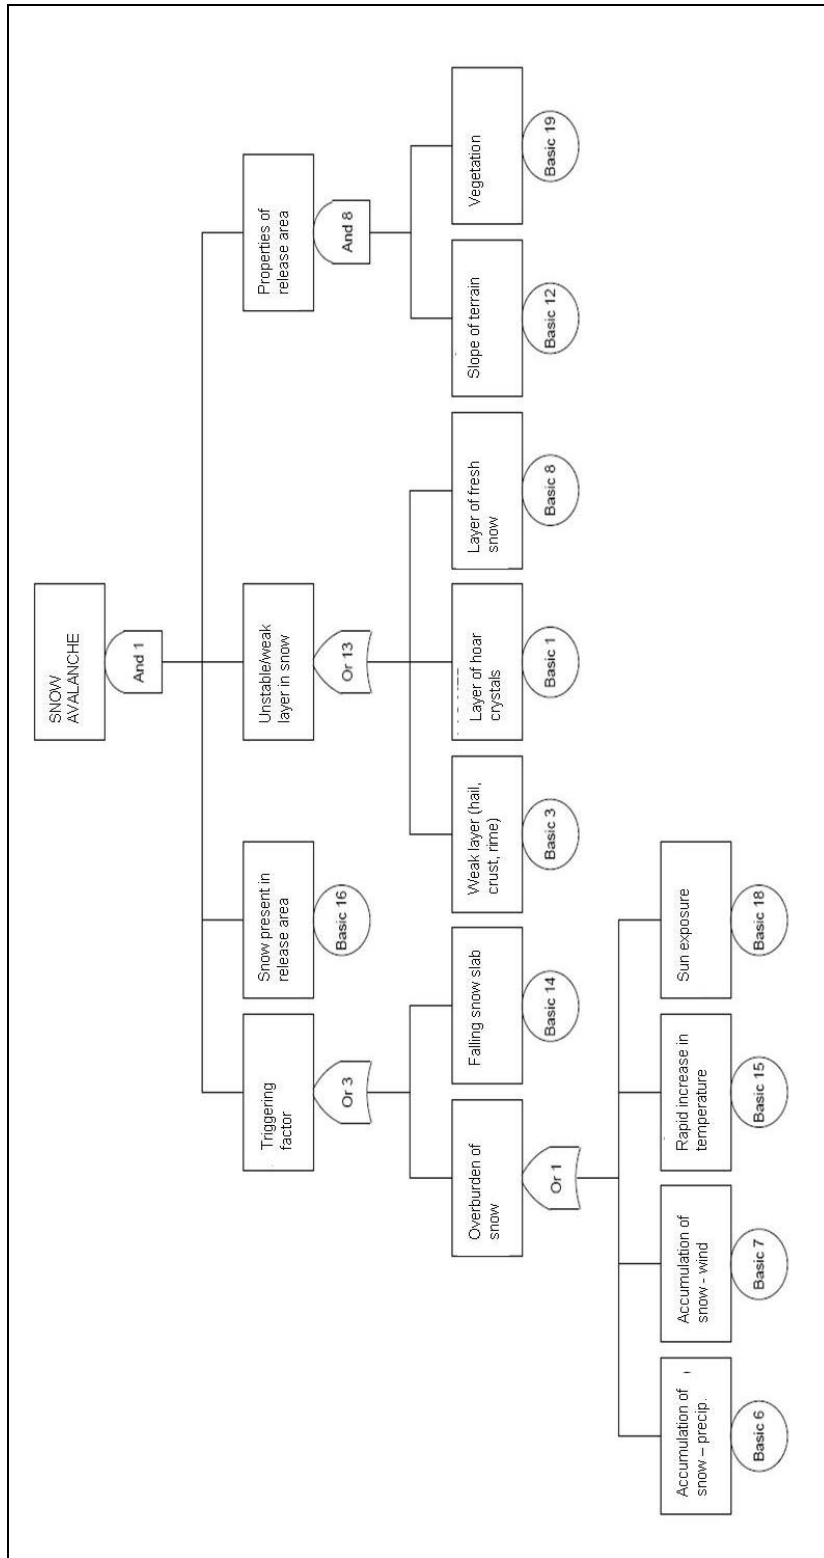 SNOW
AVALANCHE
And 1
Triggering
factor
Or 3
Snow present in
release area
Basic 16
Unstable/weak
layer in snow
Or 13
Properties of
release area
And 8
Overburden of
snow
Or 1
Falling snow slab
Basic 14
Weak layer (hail,
crust, rime)
Basic 3
Layer of hoar
crystals
Basic 1
Layer of fresh
snow
Basic 8
Slope of terrain
Basic 12
Vegetation
Basic 19
Accumulation of
snow – precip.
Basic 6
Accumulation of
snow - wind
Basic 7
Rapid increase in
temperature
Basic 15
Sun exposure
Basic 18